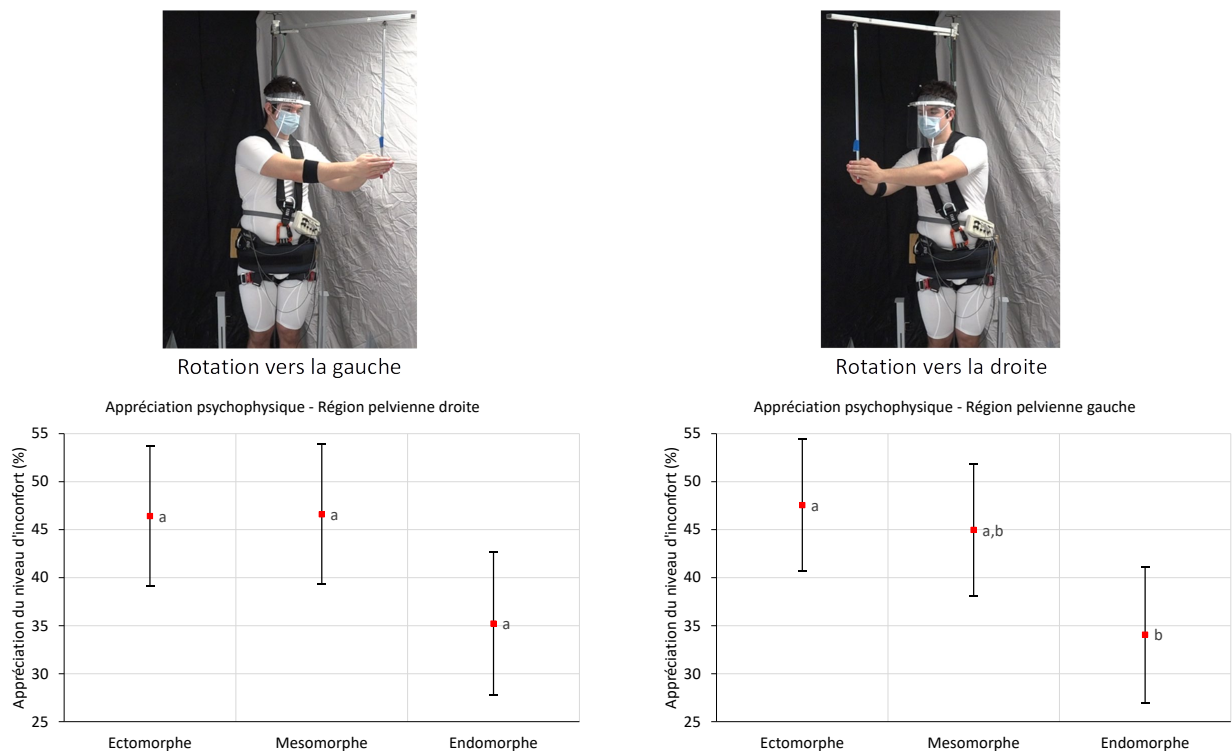 Rotation vers la gauche
Rotation vers la droite
Appréciation psychophysique - Région pelvienne droite
Appréciation du niveau d'inconfort (%)
55
50
45
40
35
30
25
a
a
a
Ectomorphe
Mesomorphe
Endomorphe
Appréciation psychophysique - Région pelvienne gauche
Appréciation du niveau d'inconfort (%)
55
50
45
40
35
30
25
a
a,b
b
Ectomorphe
Mesomorphe
Endomorphe